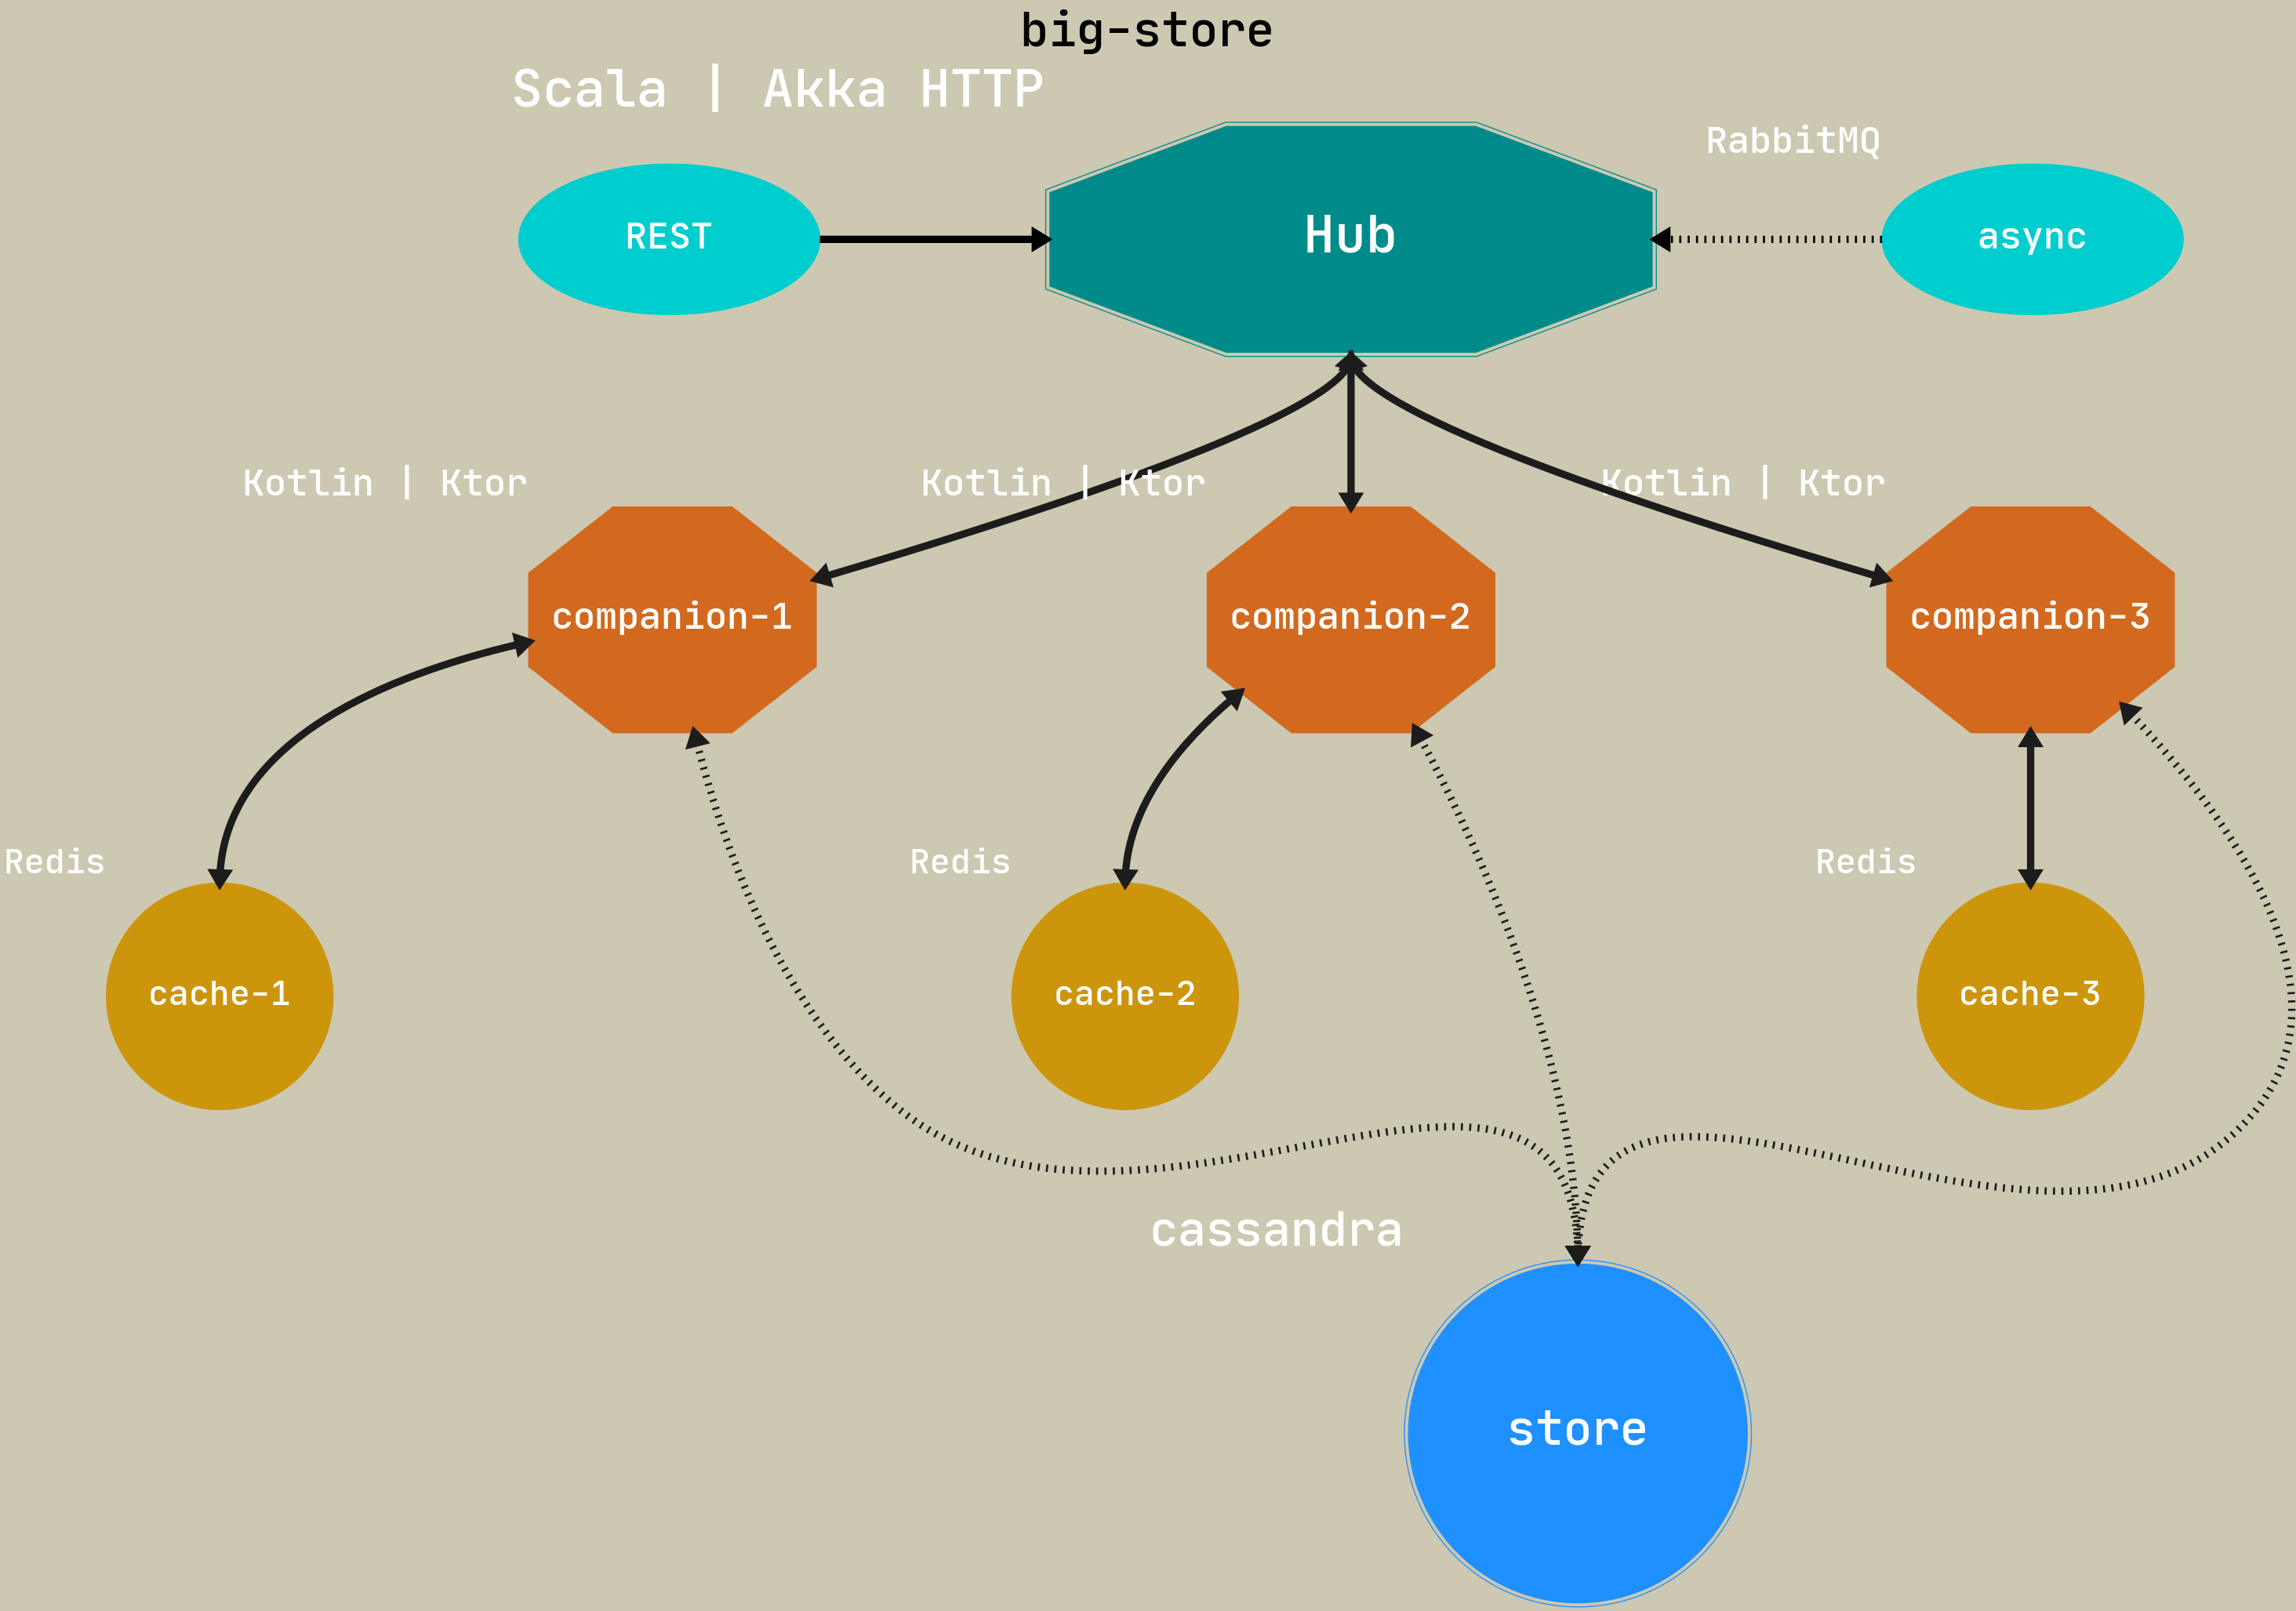 big-store
Scala | Akka HTTP
RabbitMQ
REST
Hub
async
Kotlin | Ktor
Kotlin | Ktor
Kotlin | Ktor
companion-1
companion-2
companion-3
Redis
Redis
Redis
cache-1
cache-2
cache-3
cassandra
store